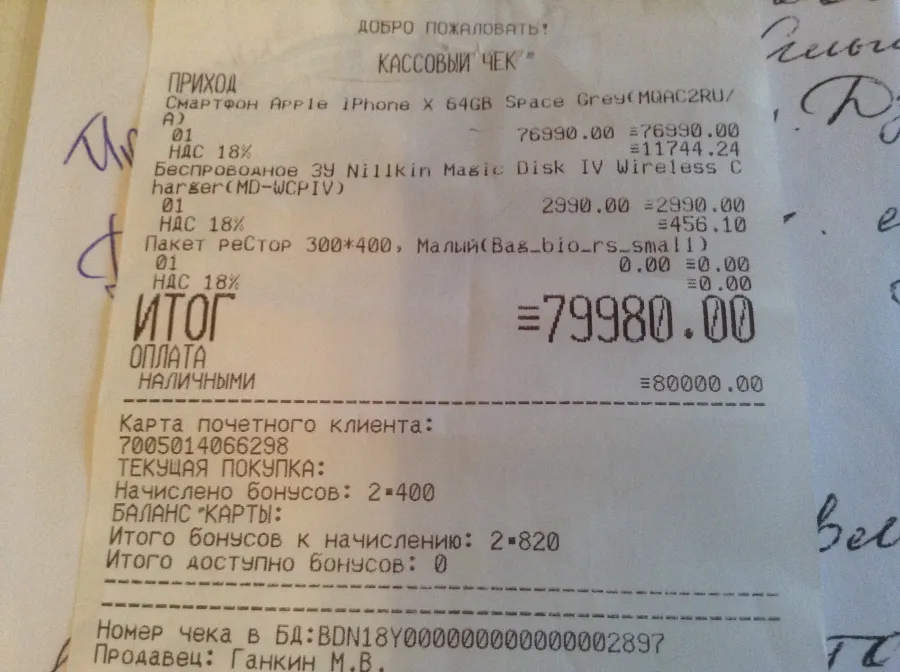 ДОБРО ПОЖАЛОВАТЬ!
КАССОВЫЙ ЧЕК
ПРИХОД
Смартфон Apple iPhone X 64GB Space Grey(MQAC2RU/
A)
01 76990.00 ≡76990.00
НДС 18% ≡11744.24
Беспроводное ЗУ Nillkin Magic Disk IV Wireless C
harger(MD-WCPIV)
01 2990.00 ≡2990.00
НДС 18% ≡456.10
Пакет реСтор 300*400, Малый(Bag_bio_rs_small)
01 0.00 ≡0.00
НДС 18% ≡0.00
ИТОГ ≡79980.00
ОПЛАТА
НАЛИЧНЫМИ ≡80000.00
Карта почетного клиента:
7005014066298
ТЕКУЩАЯ ПОКУПКА:
Начислено бонусов: 2 400
БАЛАНС КАРТЫ:
Итого бонусов к начислению: 2 820
Итого доступно бонусов: 0
Номер чека в БД:BDN18Y0000000000000002897
Продавец: Ганкин М.В.